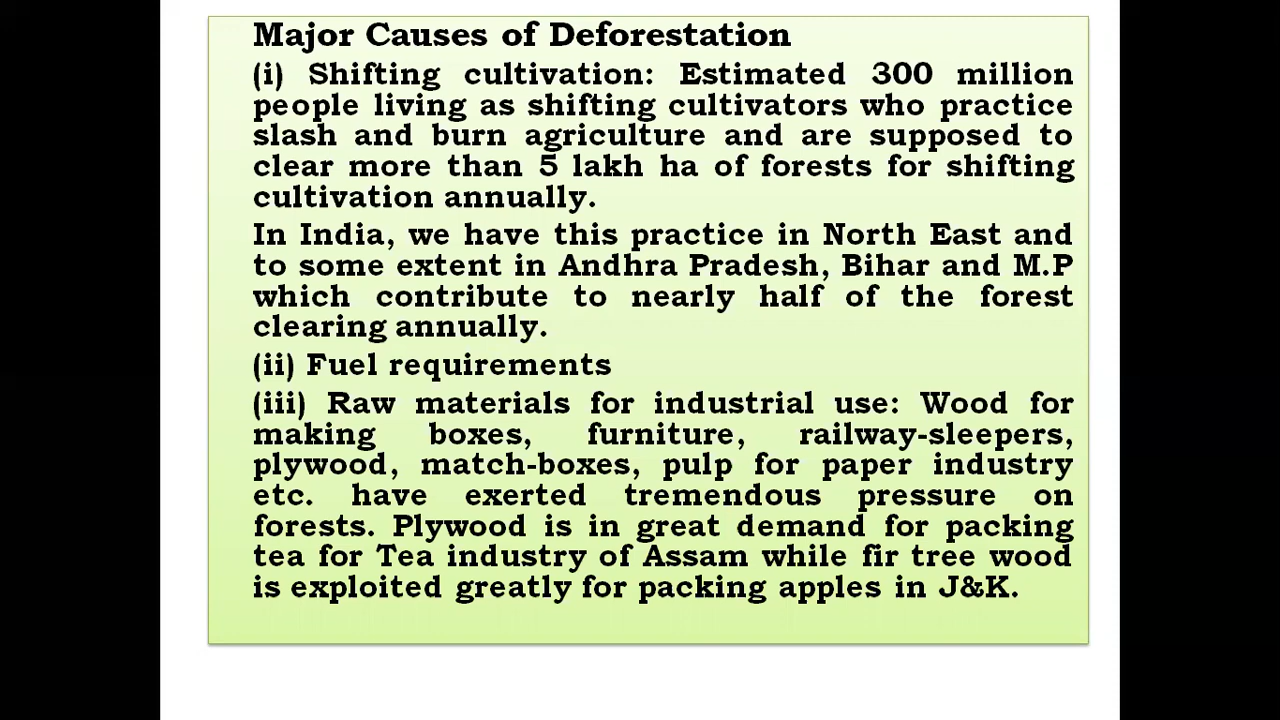 Major Causes of Deforestation
(i) Shifting cultivation: Estimated 300 million
people living as shifting cultivators who practice
slash and burn agriculture and are supposed to
clear more than 5 lakh ha of forests for shifting
cultivation annually.
In India, we have this practice in North East and
to some extent in Andhra Pradesh, Bihar and M.P
which contribute to nearly half of the forest
clearing annually.
(ii) Fuel requirements
(iii) Raw materials for industrial use: Wood for
making boxes, furniture, railway-sleepers,
plywood, match-boxes, pulp for paper industry
etc. have exerted tremendous pressure on
forests. Plywood is in great demand for packing
tea for Tea industry of Assam while fir tree wood
is exploited greatly for packing apples in J&K.